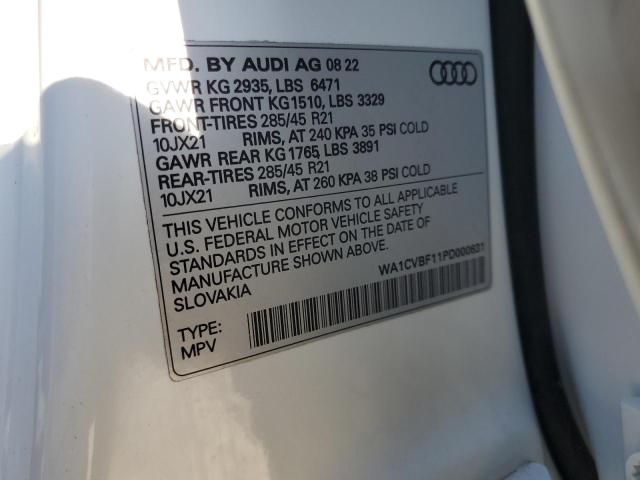 MFD. BY AUDI AG 08 22
GVWR KG 2935, LBS 6471
GAWR FRONT KG1510, LBS 3329
FRONT-TIRES 285/45 R21
10JX21 RIMS, AT 240 KPA 35 PSI COLD
GAWR REAR KG 1765, LBS 3891
REAR-TIRES 285/45 R21
10JX21 RIMS, AT 260 KPA 38 PSI COLD
THIS VEHICLE CONFORMS TO ALL APPLICABLE
U.S. FEDERAL MOTOR VEHICLE SAFETY
STANDARDS IN EFFECT ON THE DATE OF
MANUFACTURE SHOWN ABOVE.
SLOVAKIA
WA1CVBF11PD000631
TYPE:
MPV